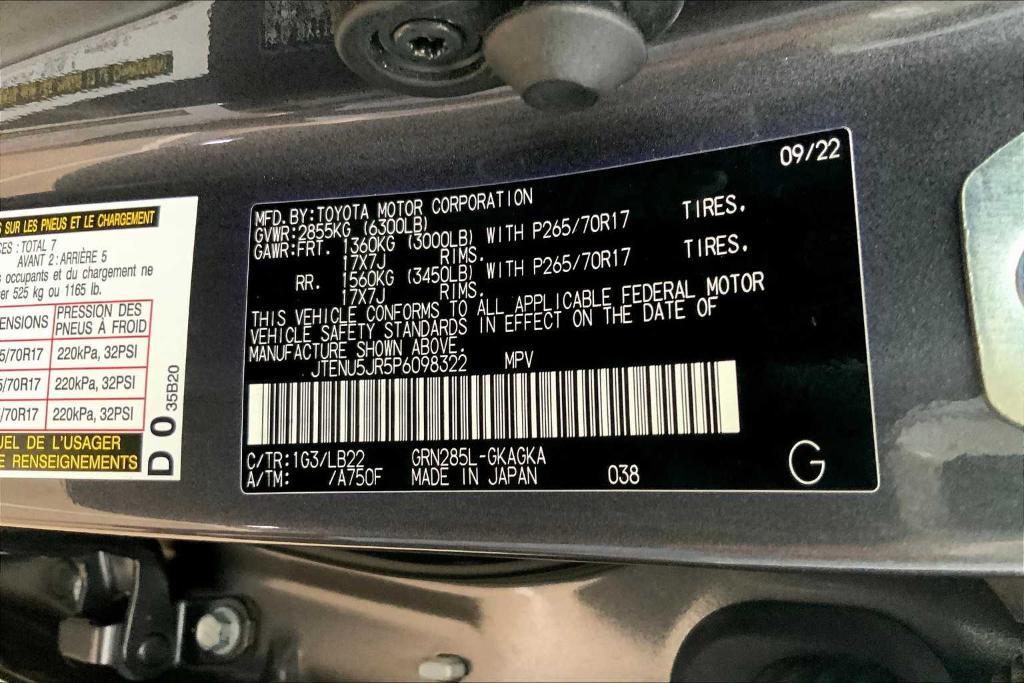 S SUR LES PNEUS ET LE CHARGEMENT
CES : TOTAL 7
AVANT 2 : ARRIÈRE 5
s occupants et du chargement ne
er 525 kg ou 1165 lb.
ENSIONS PRESSION DES PNEUS À FROID
5/70R17 220kPa, 32PSI
5/70R17 220kPa, 32PSI
/70R17 220kPa, 32PSI
UEL DE L'USAGER
E RENSEIGNEMENTS
D 0 35B20
09/22
MFD. BY: TOYOTA MOTOR CORPORATION
GVWR: 2855KG (6300LB)
GAWR: FRT. 1360KG (3000LB) WITH P265/70R17 TIRES.
17X7J RIMS.
RR. 1560KG (3450LB) WITH P265/70R17 TIRES.
17X7J RIMS.
THIS VEHICLE CONFORMS TO ALL APPLICABLE FEDERAL MOTOR
VEHICLE SAFETY STANDARDS IN EFFECT ON THE DATE OF
MANUFACTURE SHOWN ABOVE.
JTENU5JR5P6098322 MPV
C/TR: 1G3/LB22 GRN285L-GKAGKA
A/TM: /A750F MADE IN JAPAN 038
G